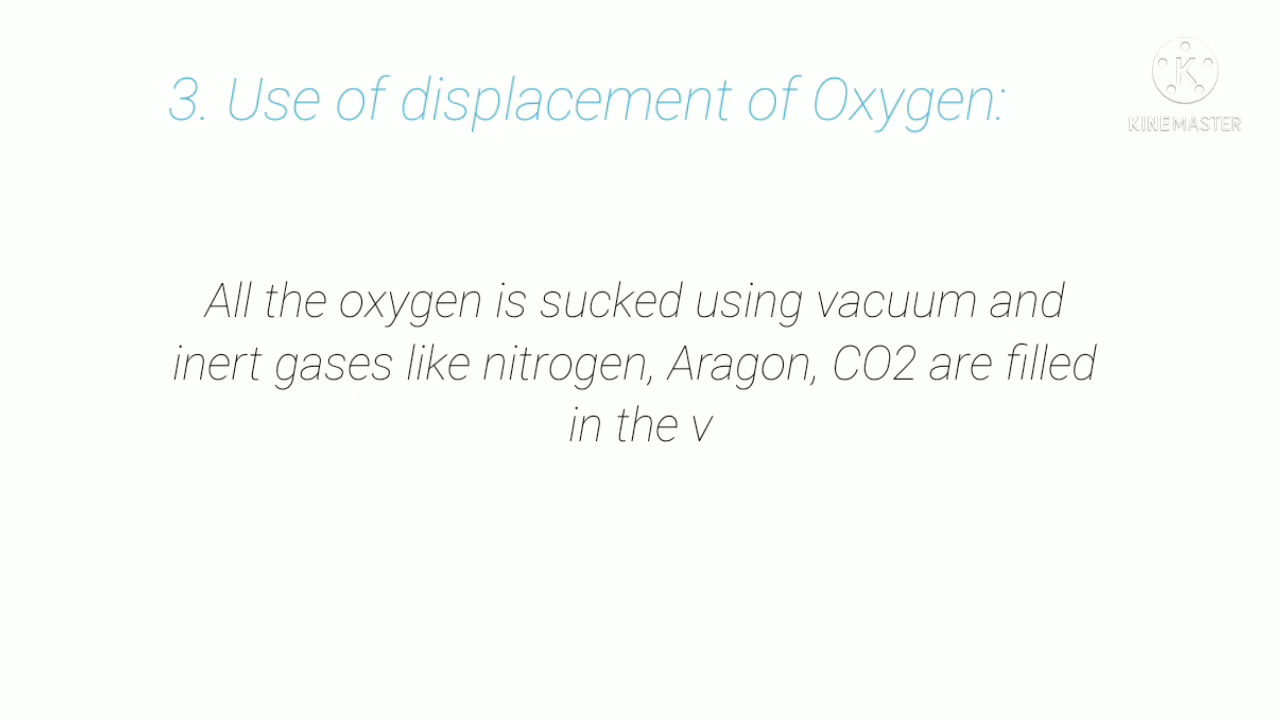 3. Use of displacement of Oxygen:
KINEMASTER
All the oxygen is sucked using vacuum and
inert gases like nitrogen, Aragon, CO2 are filled
in the v